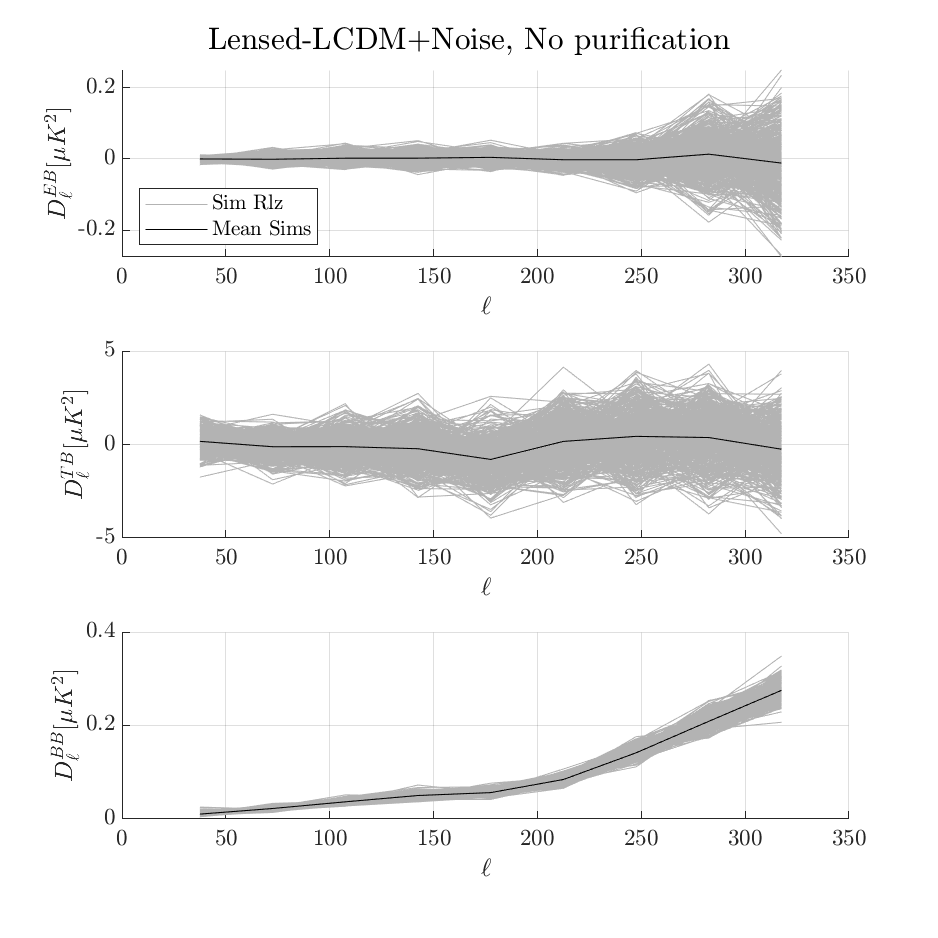 Lensed-LCDM+Noise, No purification
D_ℓ^{EB}[μK^2]
0.2
0
-0.2
Sim Rlz
Mean Sims
0 50 100 150 200 250 300 350
ℓ
D_ℓ^{TB}[μK^2]
5
0
-5
0 50 100 150 200 250 300 350
ℓ
D_ℓ^{BB}[μK^2]
0.4
0.2
0
0 50 100 150 200 250 300 350
ℓ